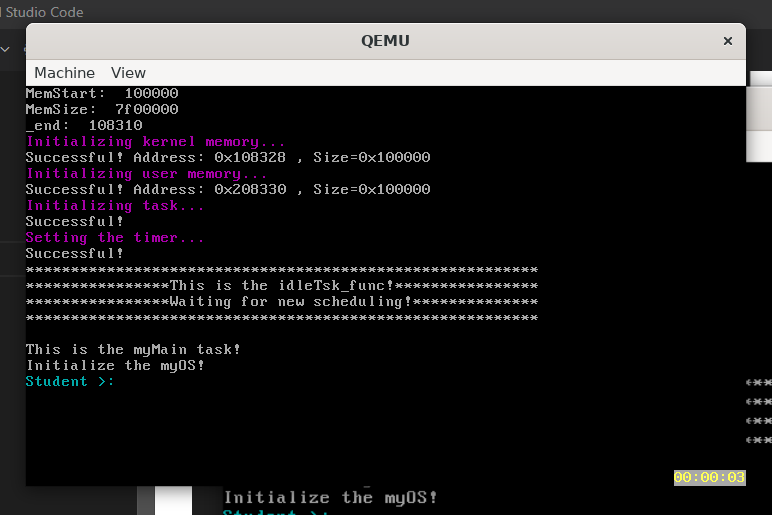 Studio Code
QEMU
Machine View
MemStart:  100000
MemSize:  7f00000
_end:  108310
Initializing kernel memory...
Successful! Address: 0x108328 , Size=0x100000
Initializing user memory...
Successful! Address: 0x208330 , Size=0x100000
Initializing task...
Successful!
Setting the timer...
Successful!
*********************************************************
****************This is the idleTsk_func!****************
****************Waiting for new scheduling!**************
*********************************************************
This is the myMain task!
Initialize the myOS!
Student >:
00:00:03
Initialize the myOS!
Student >: